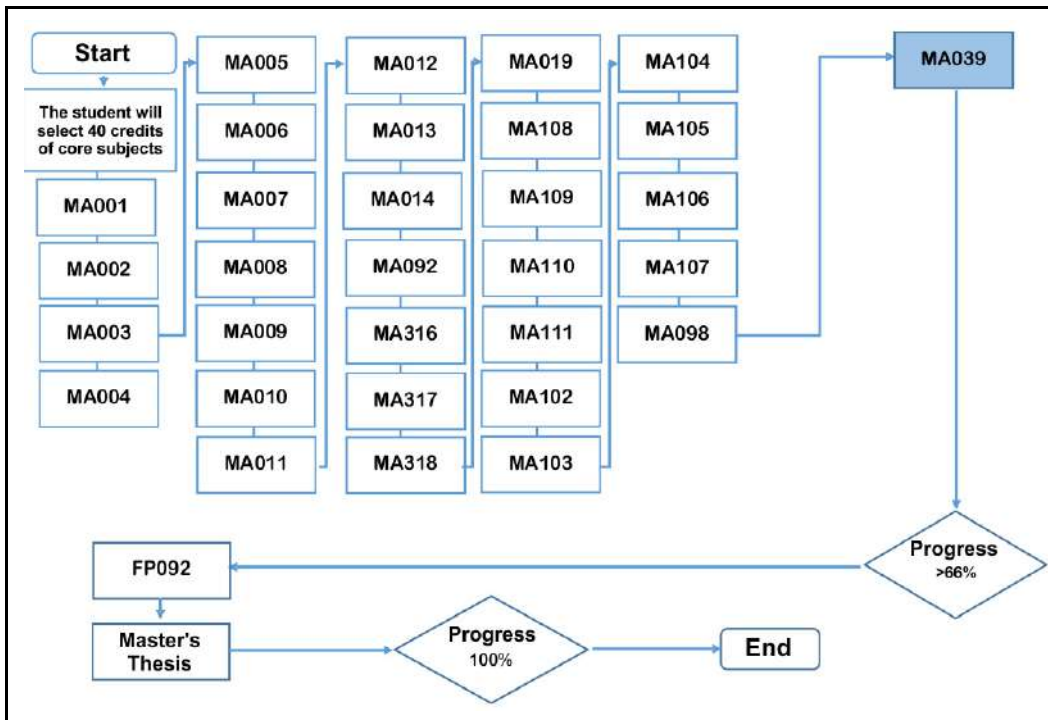 Start
The student will
select 40 credits
of core subjects
MA001
MA002
MA003
MA004
MA005
MA006
MA007
MA008
MA009
MA010
MA011
MA012
MA013
MA014
MA092
MA316
MA317
MA318
MA019
MA108
MA109
MA110
MA111
MA102
MA103
MA104
MA105
MA106
MA107
MA098
MA039
Progress
>66%
FP092
Master's
Thesis
Progress
100%
End